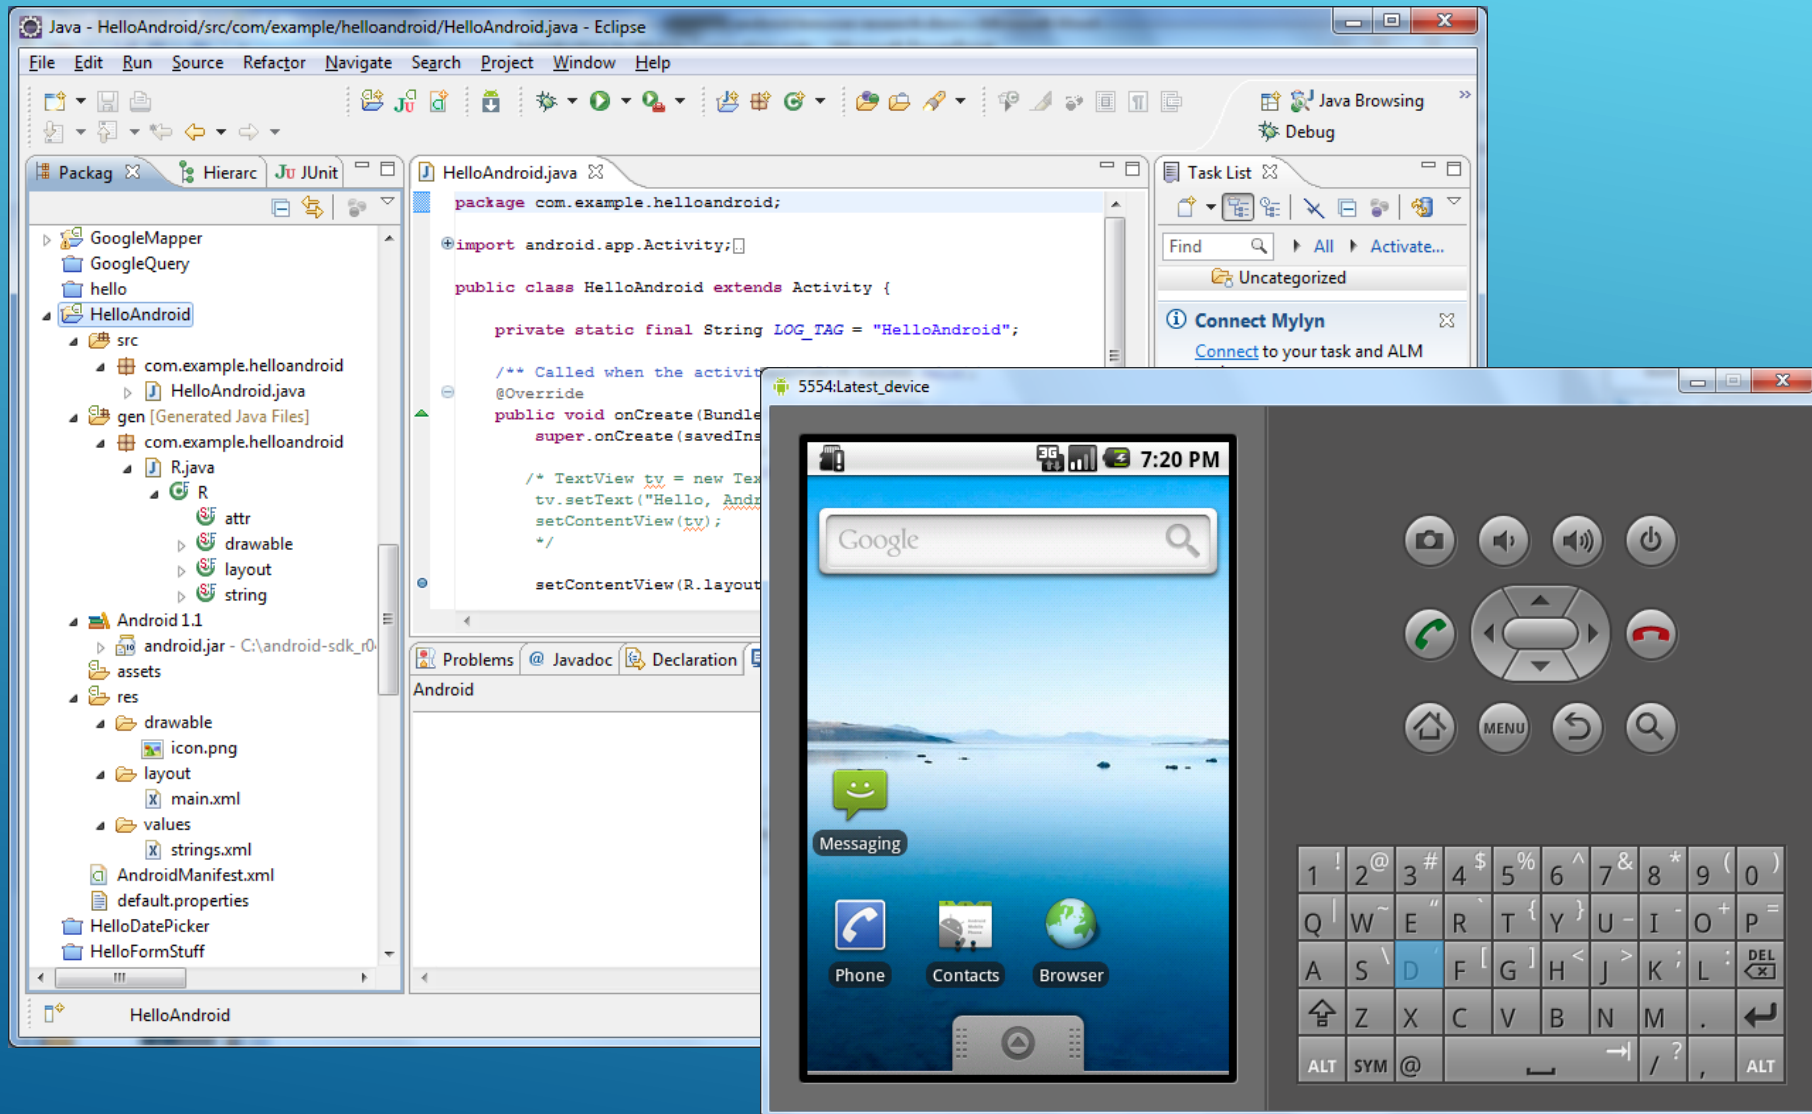 Java - HelloAndroid/src/com/example/helloandroid/HelloAndroid.java - Eclipse
File Edit Run Source Refactor Navigate Search Project Window Help
Java Browsing
Debug
Packag
Hierarc
JU JUnit
GoogleMapper
GoogleQuery
hello
HelloAndroid
src
com.example.helloandroid
HelloAndroid.java
gen [Generated Java Files]
com.example.helloandroid
R.java
R
attr
drawable
layout
string
Android 1.1
android.jar - C:\android-sdk_r0
assets
res
drawable
icon.png
layout
main.xml
values
strings.xml
AndroidManifest.xml
default.properties
HelloDatePicker
HelloFormStuff
HelloAndroid
HelloAndroid.java
package com.example.helloandroid;
import android.app.Activity;
public class HelloAndroid extends Activity {
private static final String LOG_TAG = "HelloAndroid";
/** Called when the activit
@Override
public void onCreate(Bundle
super.onCreate(savedIns
/* TextView tv = new Tex
tv.setText("Hello, Andr
setContentView(tv);
*/
setContentView(R.layout
Problems @ Javadoc Declaration
Android
Task List
Find All Activate...
Uncategorized
Connect Mylyn
Connect to your task and ALM
5554:Latest_device
3G 7:20 PM
Google
Messaging
Phone Contacts Browser
MENU
1 ! 2 @ 3 # 4 $ 5 % 6 ^ 7 & 8 * 9 ( 0 )
Q | W ~ E " R ` T { Y } U _ I - O + P =
A S \ D ' F [ G ] H < J > K ; L : DEL
Z X C V B N M .
ALT SYM @ / ? , ALT